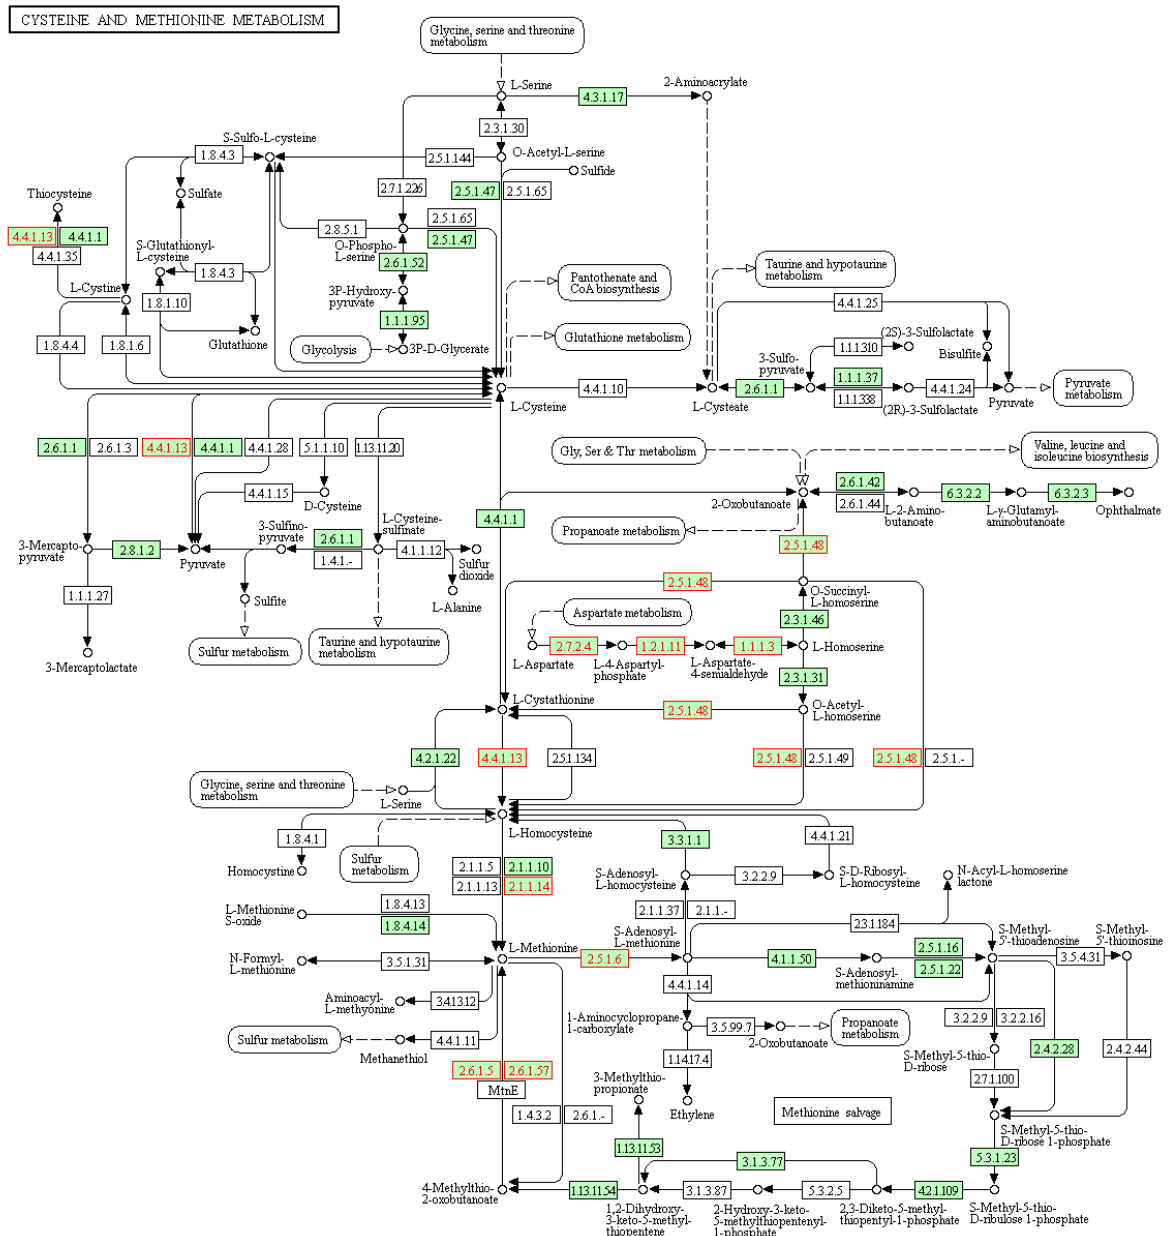 CYSTEINE AND METHIONINE METABOLISM
Glycine, serine and threonine
metabolism
L-Serine
4.3.1.17
2-Aminoacrylate
2.3.1.30
S-Sulfo-L-cysteine
1.8.4.3
2.5.1.144
O-Acetyl-L-serine
Sulfide
Sulfate
2.7.1.226
2.5.1.47
2.5.1.65
Thiocysteine
4.4.1.13
4.4.1.1
4.4.1.35
2.8.5.1
2.5.1.65
2.5.1.47
S-Glutathionyl-
L-cysteine
1.8.4.3
O-Phospho-
L-serine
2.6.1.52
Pantothenate and
CoA biosynthesis
Taurine and hypotaurine
metabolism
L-Cystine
1.8.1.10
3P-Hydroxy-
pyruvate
1.1.1.95
4.4.1.25
1.8.4.4
1.8.1.6
Glutathione
Glycolysis
3P-D-Glycerate
Glutathione metabolism
3-Sulfo-
pyruvate
1.1.1.310
(2S)-3-Sulfolactate
Bisulfite
L-Cysteine
4.4.1.10
L-Cysteate
2.6.1.1
1.1.1.37
1.1.1.338
(2R)-3-Sulfolactate
4.4.1.24
Pyruvate
Pyruvate
metabolism
2.6.1.1
2.6.1.3
4.4.1.13
4.4.1.1
4.4.1.28
5.1.1.10
1.13.11.20
Gly, Ser & Thr metabolism
Valine, leucine and
isoleucine biosynthesis
4.4.1.15
D-Cysteine
2-Oxobutanoate
2.6.1.42
2.6.1.44
L-2-Amino-
butanoate
6.3.2.2
L-γ-Glutamyl-
aminobutanoate
6.3.2.3
Ophthalmate
4.4.1.1
Propanoate metabolism
3-Mercapto-
pyruvate
2.8.1.2
Pyruvate
3-Sulfino-
pyruvate
2.6.1.1
1.4.1.-
L-Cysteine-
sulfinate
4.1.1.12
Sulfur
dioxide
L-Alanine
2.5.1.48
1.1.1.27
Sulfite
2.5.1.48
O-Succinyl-
L-homoserine
Aspartate metabolism
2.3.1.46
3-Mercaptolactate
Sulfur metabolism
Taurine and hypotaurine
metabolism
L-Aspartate
2.7.2.4
L-4-Aspartyl-
phosphate
1.2.1.11
L-Aspartate-
4-semialdehyde
1.1.1.3
L-Homoserine
2.3.1.31
L-Cystathionine
2.5.1.48
O-Acetyl-
L-homoserine
4.2.1.22
4.4.1.13
2.5.1.134
2.5.1.48
2.5.1.49
2.5.1.48
2.5.1.-
Glycine, serine and threonine
metabolism
L-Serine
L-Homocysteine
1.8.4.1
Homocystine
Sulfur
metabolism
3.3.1.1
4.4.1.21
2.1.1.5
2.1.1.10
2.1.1.13
2.1.1.14
S-Adenosyl-
L-homocysteine
3.2.2.9
S-D-Ribosyl-
L-homocysteine
N-Acyl-L-homoserine
lactone
L-Methionine
S-oxide
1.8.4.13
1.8.4.14
2.1.1.37
2.1.1.-
2.3.1.184
N-Formyl-
L-methionine
3.5.1.31
L-Methionine
2.5.1.6
S-Adenosyl-
L-methionine
4.1.1.50
S-Adenosyl-
methioninamine
2.5.1.16
2.5.1.22
S-Methyl-
5'-thioadenosine
3.5.4.31
S-Methyl-
5'-thioinosine
Aminoacyl-
L-methyonine
3.4.13.12
4.4.1.14
Sulfur metabolism
Methanethiol
4.4.1.11
1-Aminocyclopropane-
1-carboxylate
3.5.99.7
2-Oxobutanoate
Propanoate
metabolism
3.2.2.9
3.2.2.16
2.4.2.28
2.4.2.44
S-Methyl-5-thio-
D-ribose
2.6.1.5
2.6.1.57
MtnE
1.14.17.4
2.7.1.100
3-Methylthio-
propionate
Ethylene
Methionine salvage
1.4.3.2
2.6.1.-
S-Methyl-5-thio-
D-ribose 1-phosphate
1.13.11.53
3.1.3.77
5.3.1.23
4-Methylthio-
2-oxobutanoate
1.13.11.54
1,2-Dihydroxy-
3-keto-5-methyl-
thiopentene
3.1.3.87
2-Hydroxy-3-keto-
5-methylthiopentenyl-
1-phosphate
5.3.2.5
2,3-Diketo-5-methyl-
thiopentyl-1-phosphate
4.2.1.109
S-Methyl-5-thio-
D-ribulose 1-phosphate